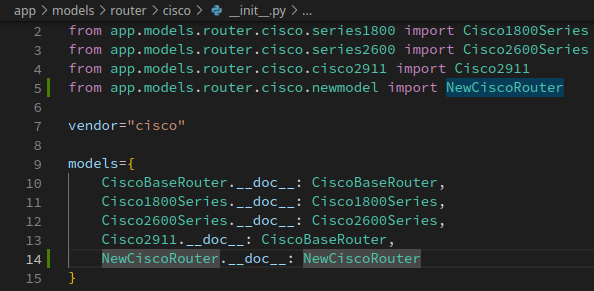 app > models > router > cisco > __init__.py > ...
2 from app.models.router.cisco.series1800 import Cisco1800Series
3 from app.models.router.cisco.series2600 import Cisco2600Series
4 from app.models.router.cisco.cisco2911 import Cisco2911
5 from app.models.router.cisco.newmodel import NewCiscoRouter
6
7 vendor="cisco"
8
9 models={
10     CiscoBaseRouter.__doc__: CiscoBaseRouter,
11     Cisco1800Series.__doc__: Cisco1800Series,
12     Cisco2600Series.__doc__: Cisco2600Series,
13     Cisco2911.__doc__: CiscoBaseRouter,
14     NewCiscoRouter.__doc__: NewCiscoRouter
15 }